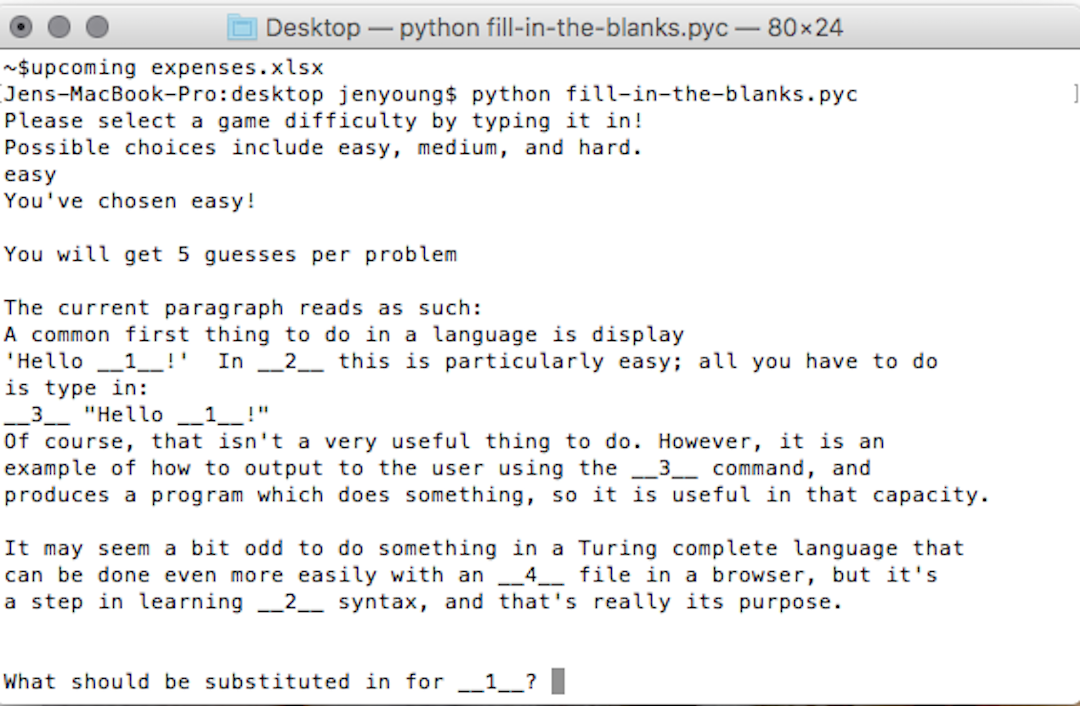 Desktop — python fill-in-the-blanks.pyc — 80×24
~$upcoming expenses.xlsx
[Jens-MacBook-Pro:desktop jenyoung$ python fill-in-the-blanks.pyc ]
Please select a game difficulty by typing it in!
Possible choices include easy, medium, and hard.
easy
You've chosen easy!
You will get 5 guesses per problem
The current paragraph reads as such:
A common first thing to do in a language is display
'Hello __1__!'  In __2__ this is particularly easy; all you have to do
is type in:
__3__ "Hello __1__!"
Of course, that isn't a very useful thing to do. However, it is an
example of how to output to the user using the __3__ command, and
produces a program which does something, so it is useful in that capacity.
It may seem a bit odd to do something in a Turing complete language that
can be done even more easily with an __4__ file in a browser, but it's
a step in learning __2__ syntax, and that's really its purpose.
What should be substituted in for __1__?